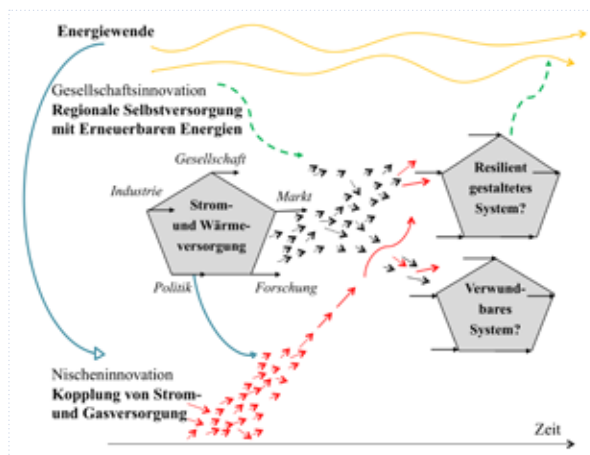 Energiewende
Gesellschaftsinnovation
Regionale Selbstversorgung
mit Erneuerbaren Energien
Gesellschaft
Industrie
Markt
Strom-
und Wärme-
versorgung
Politik
Forschung
Resilient
gestaltetes
System?
Verwund-
bares
System?
Nischeninnovation
Kopplung von Strom-
und Gasversorgung
Zeit